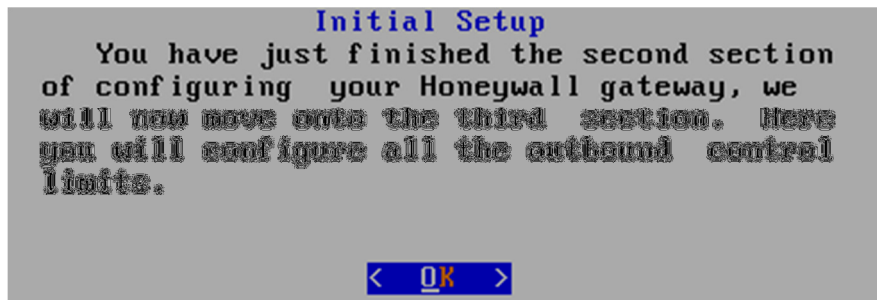 Initial Setup
You have just finished the second section
of configuring your Honeywall gateway, we
will now move onto the third section. Here
you will configure all the outbound control
limits.
< OK >